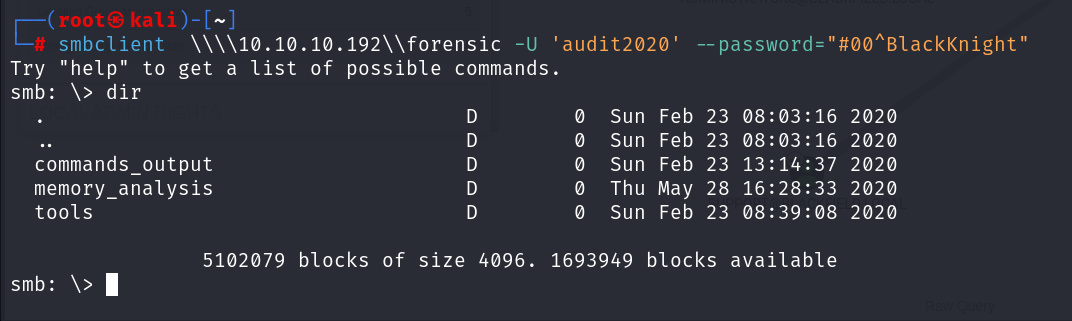 ┌──(root㉿kali)-[~]
└─# smbclient \\\\10.10.10.192\\forensic -U 'audit2020' --password="#00^BlackKnight"
Try "help" to get a list of possible commands.
smb: \> dir
. D 0 Sun Feb 23 08:03:16 2020
.. D 0 Sun Feb 23 08:03:16 2020
commands_output D 0 Sun Feb 23 13:14:37 2020
memory_analysis D 0 Thu May 28 16:28:33 2020
tools D 0 Sun Feb 23 08:39:08 2020
5102079 blocks of size 4096. 1693949 blocks available
smb: \>
Raw Query